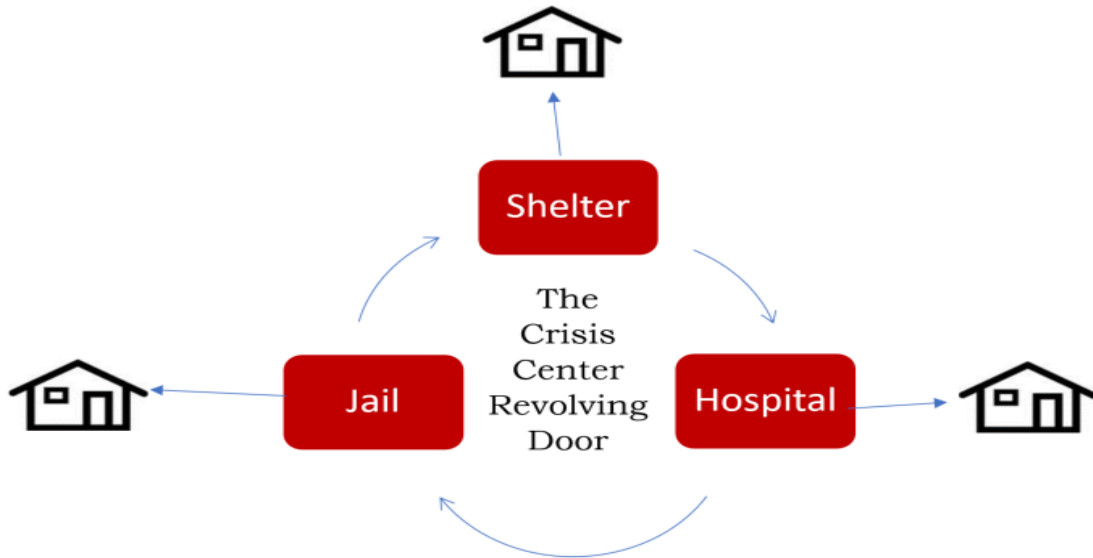 Shelter
The
Crisis
Center
Revolving
Door
Jail
Hospital